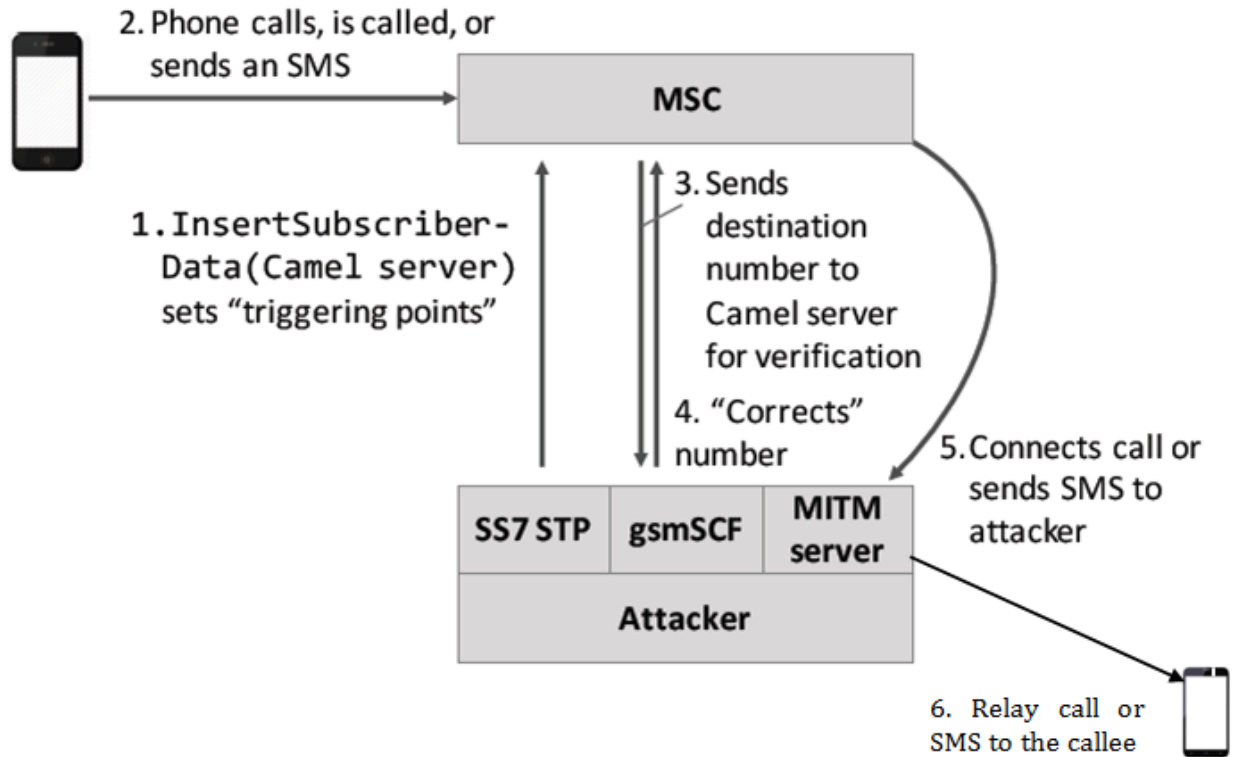 2. Phone calls, is called, or
sends an SMS
MSC
1.InsertSubscriber-
Data(Camel server)
sets “triggering points”
3. Sends
destination
number to
Camel server
for verification
4. “Corrects”
number
5.Connects call or
sends SMS to
attacker
SS7 STP
gsmSCF
MITM
server
Attacker
6. Relay call or
SMS to the callee